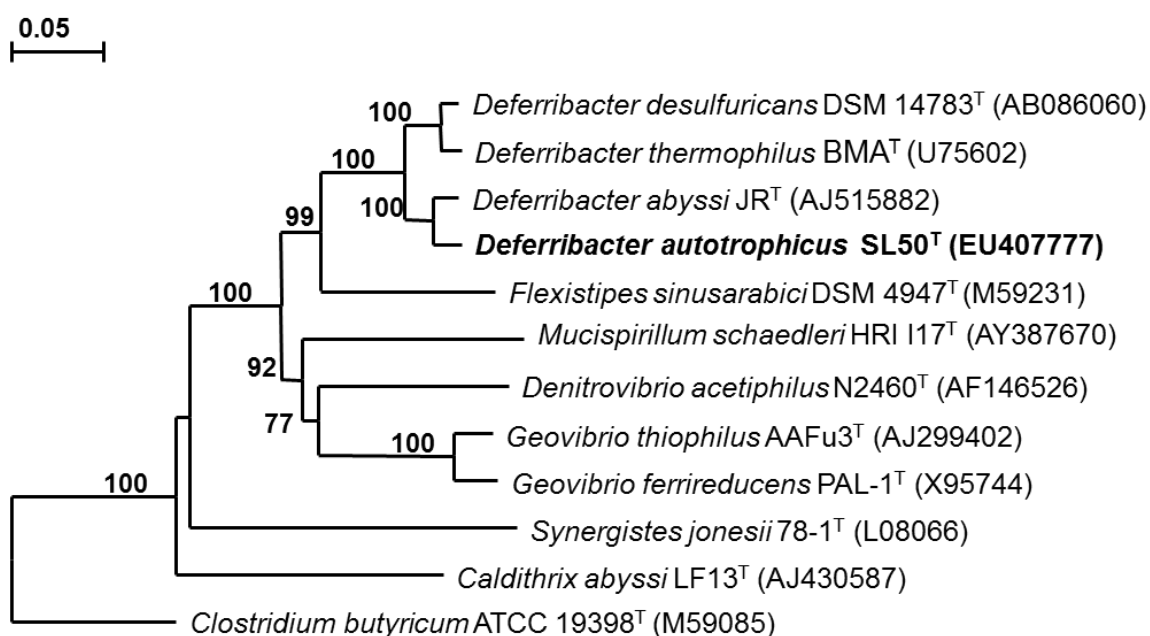 0.05
100
Deferribacter desulfuricans DSM 14783ᵀ (AB086060)
Deferribacter thermophilus BMAᵀ (U75602)
100
Deferribacter abyssi JRᵀ (AJ515882)
100
99
Deferribacter autotrophicus SL50ᵀ (EU407777)
100
Flexistipes sinusarabici DSM 4947ᵀ (M59231)
Mucispirillum schaedleri HRI I17ᵀ (AY387670)
92
Denitrovibrio acetiphilus N2460ᵀ (AF146526)
77
100
Geovibrio thiophilus AAFu3ᵀ (AJ299402)
Geovibrio ferrireducens PAL-1ᵀ (X95744)
100
Synergistes jonesii 78-1ᵀ (L08066)
Caldithrix abyssi LF13ᵀ (AJ430587)
Clostridium butyricum ATCC 19398ᵀ (M59085)